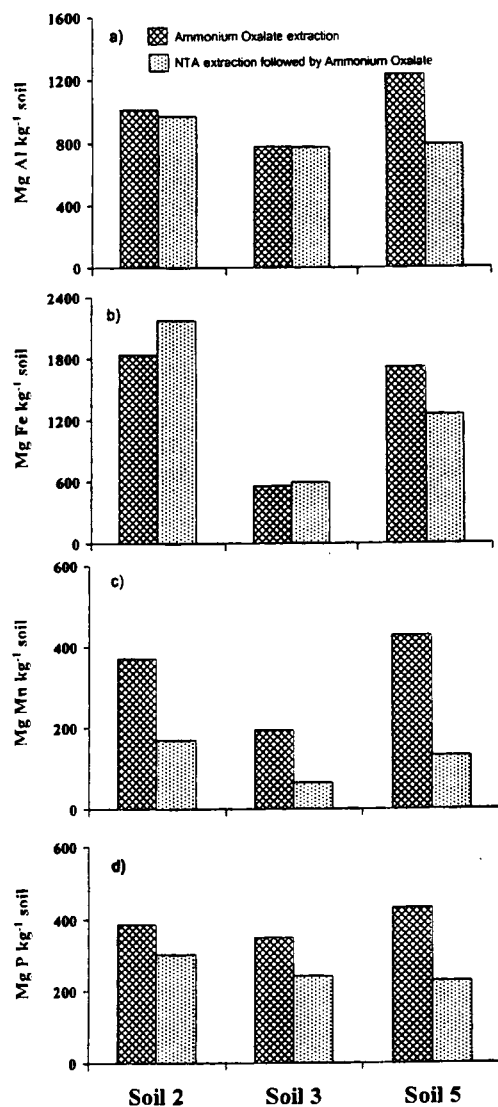 1600
a)
Ammonium Oxalate extraction
NTA extraction followed by Ammonium Oxalate
1200
800
400
0
Mg Al kg⁻¹ soil
2400
b)
1800
1200
600
0
Mg Fe kg⁻¹ soil
600
c)
400
200
0
Mg Mn kg⁻¹ soil
600
d)
400
200
0
Mg P kg⁻¹ soil
Soil 2 Soil 3 Soil 5